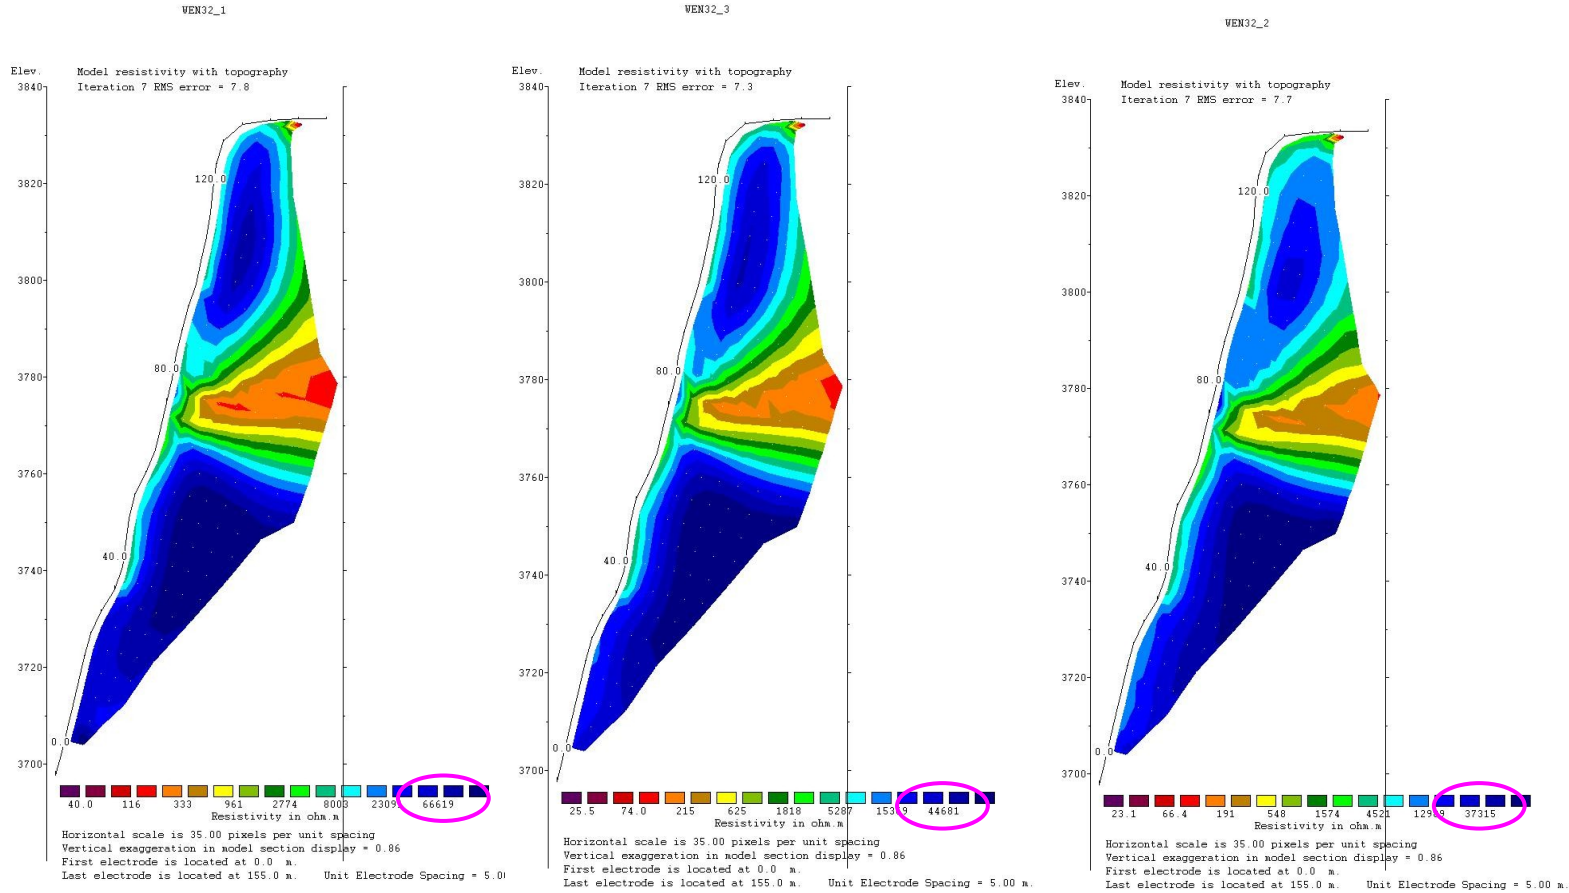 WEN32_1
Elev.
Model resistivity with topography
Iteration 7 RMS error = 7.8
3840
3820
3800
3780
3760
3740
3720
3700
120.0
80.0
40.0
0.0
40.0 116 333 961 2774 8003 2309 66619
Resistivity in ohm.m
Horizontal scale is 35.00 pixels per unit spacing
Vertical exaggeration in model section display = 0.86
First electrode is located at 0.0 m.
Last electrode is located at 155.0 m. Unit Electrode Spacing = 5.00
WEN32_3
Elev.
Model resistivity with topography
Iteration 7 RMS error = 7.3
3840
3820
3800
3780
3760
3740
3720
3700
120.0
80.0
40.0
0.0
25.5 74.0 215 625 1818 5287 44681
Resistivity in ohm.m
Horizontal scale is 35.00 pixels per unit spacing
Vertical exaggeration in model section display = 0.86
First electrode is located at 0.0 m.
Last electrode is located at 155.0 m. Unit Electrode Spacing = 5.00 m.
WEN32_2
Elev.
Model resistivity with topography
Iteration 7 RMS error = 7.7
3840
3820
3800
3780
3760
3740
3720
3700
120.0
80.0
40.0
0.0
23.1 66.4 191 548 1574 4521 37315
Resistivity in ohm.m
Horizontal scale is 35.00 pixels per unit spacing
Vertical exaggeration in model section display = 0.86
First electrode is located at 0.0 m.
Last electrode is located at 155.0 m. Unit Electrode Spacing = 5.00 m.